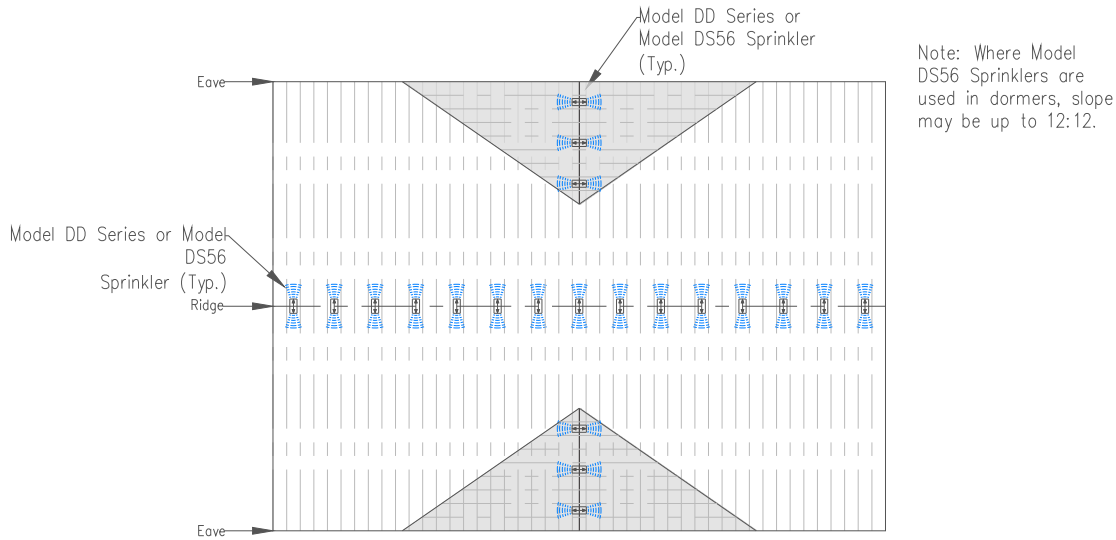 Model DD Series or
Model DS56 Sprinkler
(Typ.)
Note: Where Model
DS56 Sprinklers are
used in dormers, slope
may be up to 12:12.
Eave
Model DD Series or Model
DS56
Sprinkler (Typ.)
Ridge
Eave